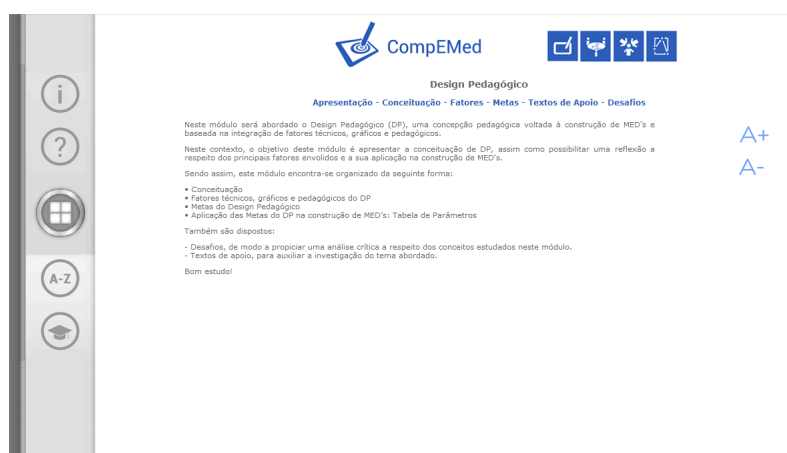 CompEMed
Design Pedagógico
Apresentação - Conceituação - Fatores - Metas - Textos de Apoio - Desafios
Neste módulo será abordado o Design Pedagógico (DP), uma concepção pedagógica voltada à construção de MED's e
baseada na integração de fatores técnicos, gráficos e pedagógicos.
Neste contexto, o objetivo deste módulo é apresentar a conceituação de DP, assim como possibilitar uma reflexão a
respeito dos principais fatores envolidos e a sua aplicação na construção de MED's.
Sendo assim, este módulo encontra-se organizado da seguinte forma:
• Conceituação
• Fatores técnicos, gráficos e pedagógicos do DP
• Metas do Design Pedagógico
• Aplicação das Metas do DP na construção de MED's: Tabela de Parâmetros
Também são dispostos:
- Desafios, de modo a propiciar uma análise crítica a respeito dos conceitos estudados neste módulo.
- Textos de apoio, para auxiliar a investigação do tema abordado.
Bom estudo!
A+
A-
i
?
A-Z